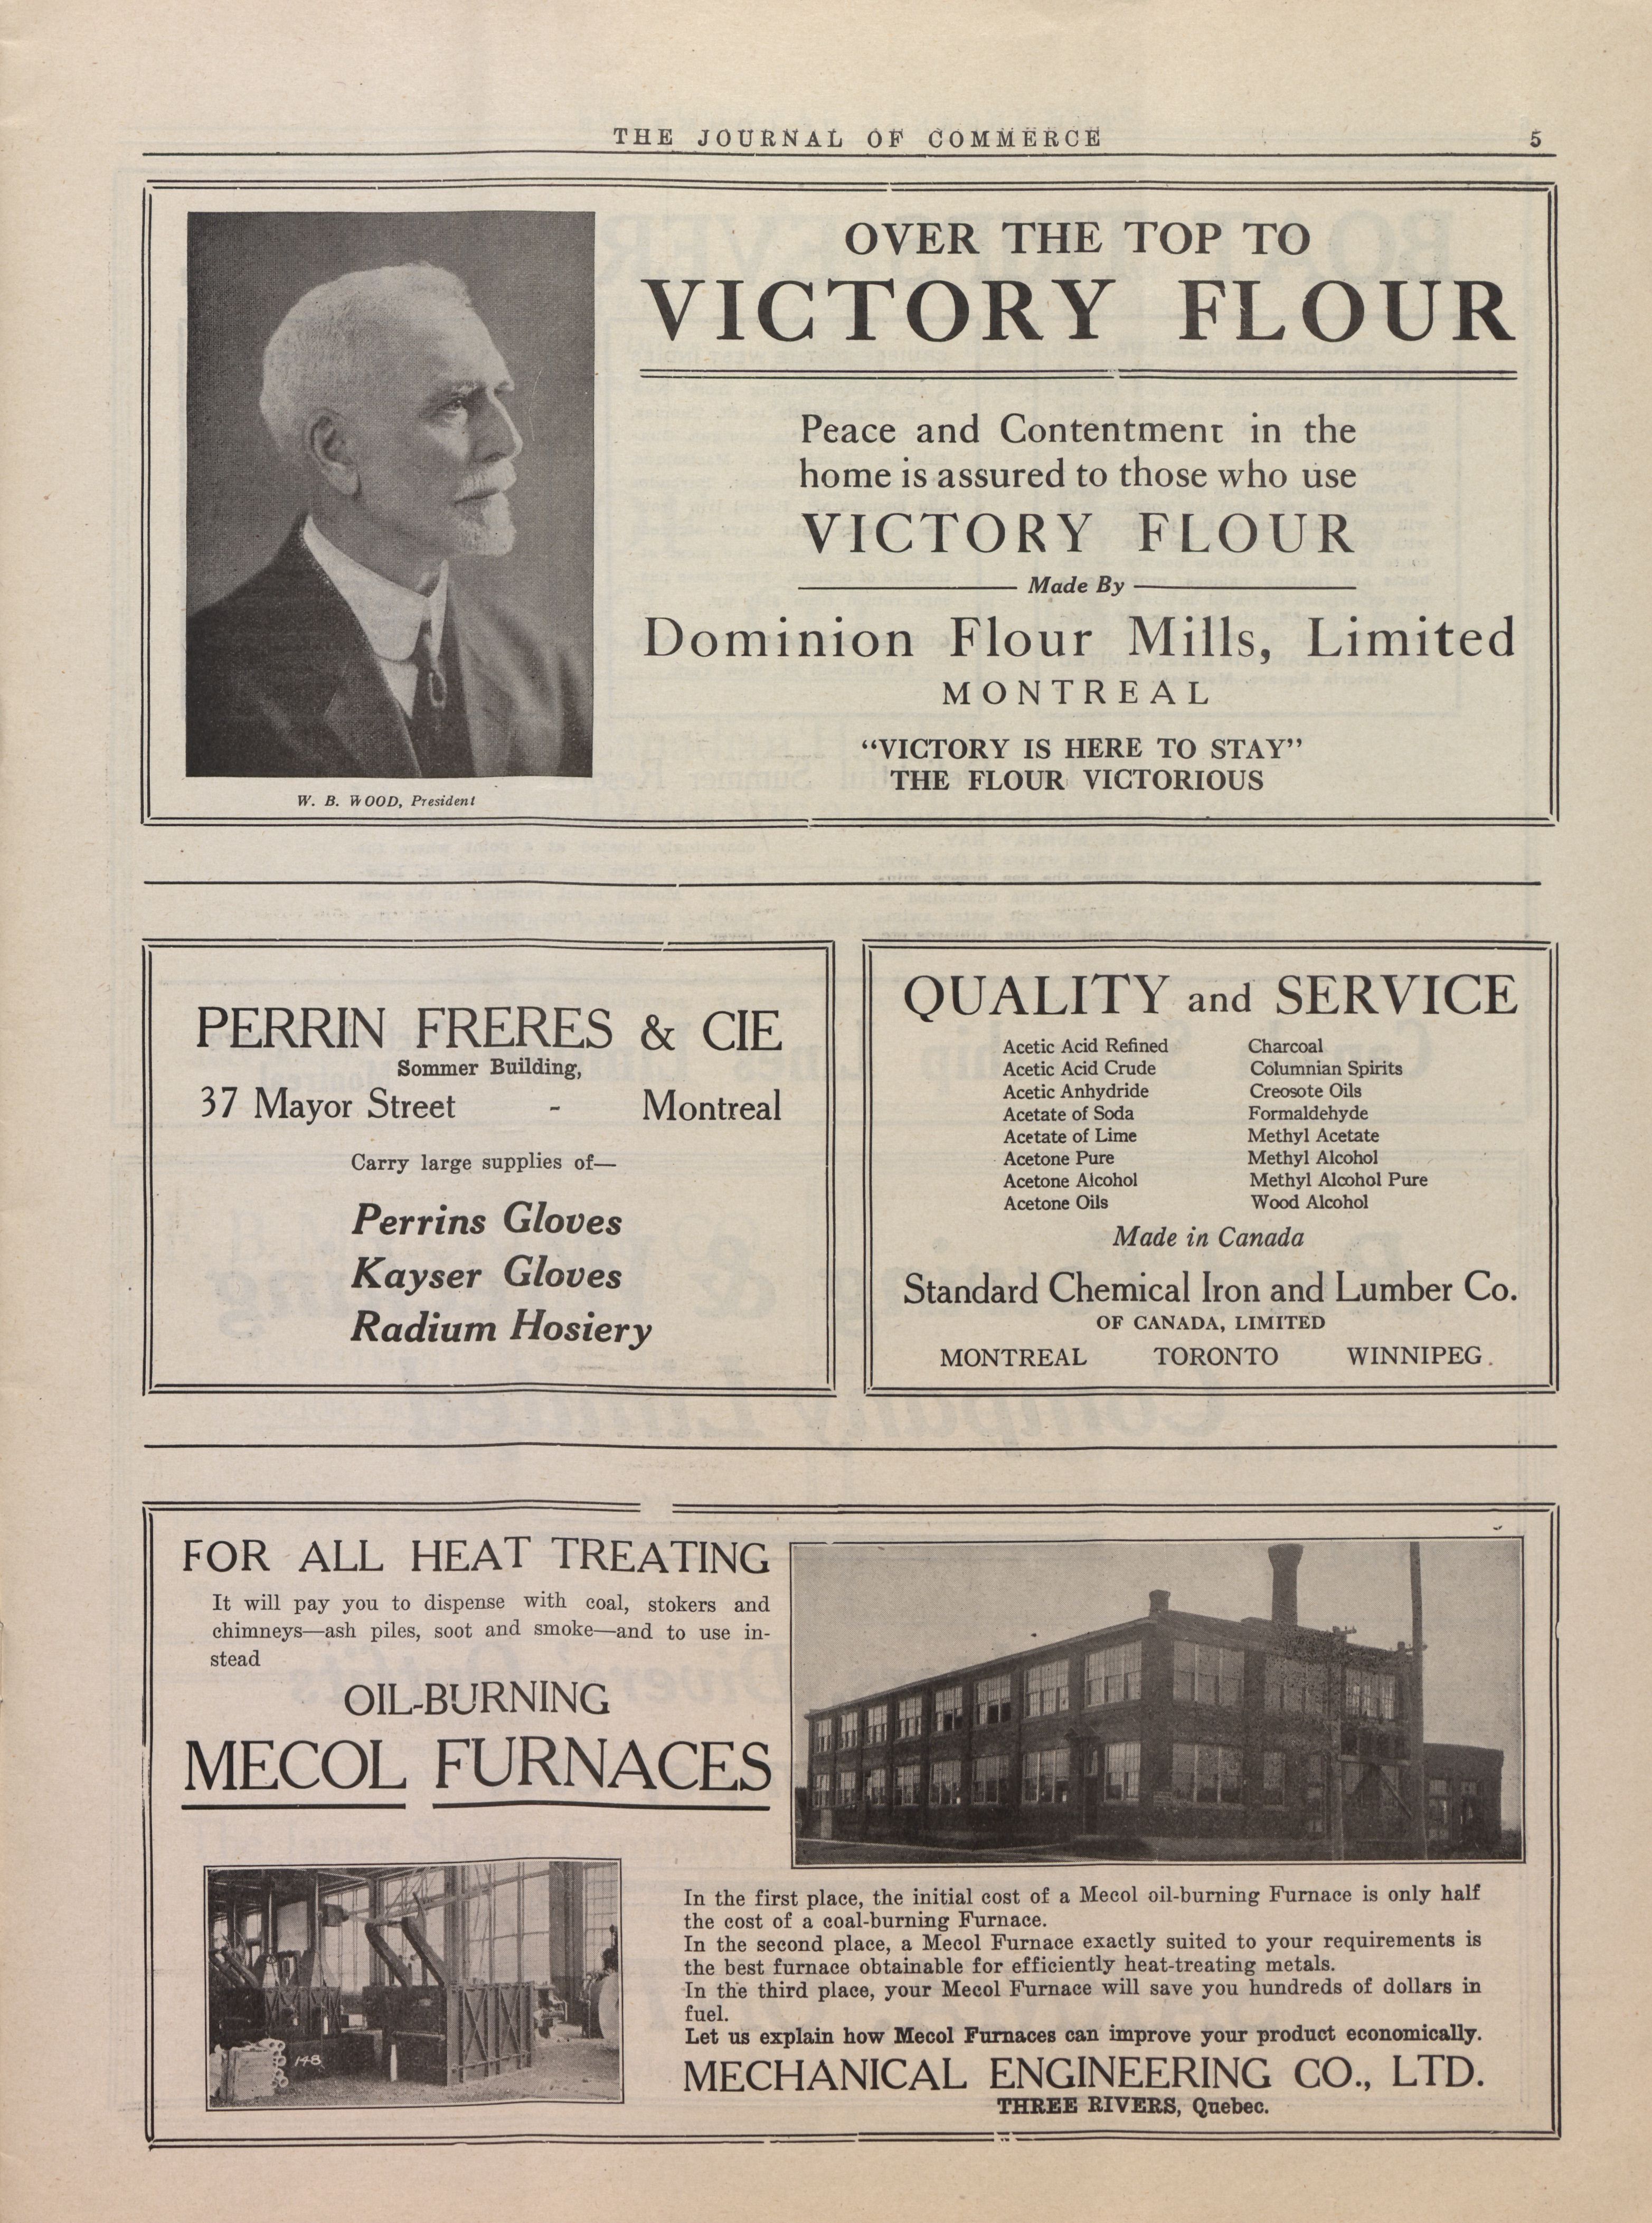 THE JOURNAL OF COMMERCE 5
OVER THE TOP TO
VICTORY FLOUR
Peace and Contentment in the
home is assured to those who use
VICTORY FLOUR
Made By
Dominion Flour Mills, Limited
MONTREAL
"VICTORY IS HERE TO STAY"
THE FLOUR VICTORIOUS
W. B. WOOD, President
PERRIN FRERES & CIE
Sommer Building,
37 Mayor Street - Montreal
Carry large supplies of—
Perrins Gloves
Kayser Gloves
Radium Hosiery
QUALITY and SERVICE
Acetic Acid Refined
Acetic Acid Crude
Acetic Anhydride
Acetate of Soda
Acetate of Lime
Acetone Pure
Acetone Alcohol
Acetone Oils
Charcoal
Columnian Spirits
Creosote Oils
Formaldehyde
Methyl Acetate
Methyl Alcohol
Methyl Alcohol Pure
Wood Alcohol
Made in Canada
Standard Chemical Iron and Lumber Co.
OF CANADA, LIMITED
MONTREAL TORONTO WINNIPEG.
FOR ALL HEAT TREATING
It will pay you to dispense with coal, stokers and
chimneys—ash piles, soot and smoke—and to use in-
stead
OIL-BURNING
MECOL FURNACES
148
In the first place, the initial cost of a Mecol oil-burning Furnace is only half
the cost of a coal-burning Furnace.
In the second place, a Mecol Furnace exactly suited to your requirements is
the best furnace obtainable for efficiently heat-treating metals.
In the third place, your Mecol Furnace will save you hundreds of dollars in
fuel.
Let us explain how Mecol Furnaces can improve your product economically.
MECHANICAL ENGINEERING CO., LTD.
THREE RIVERS, Quebec.